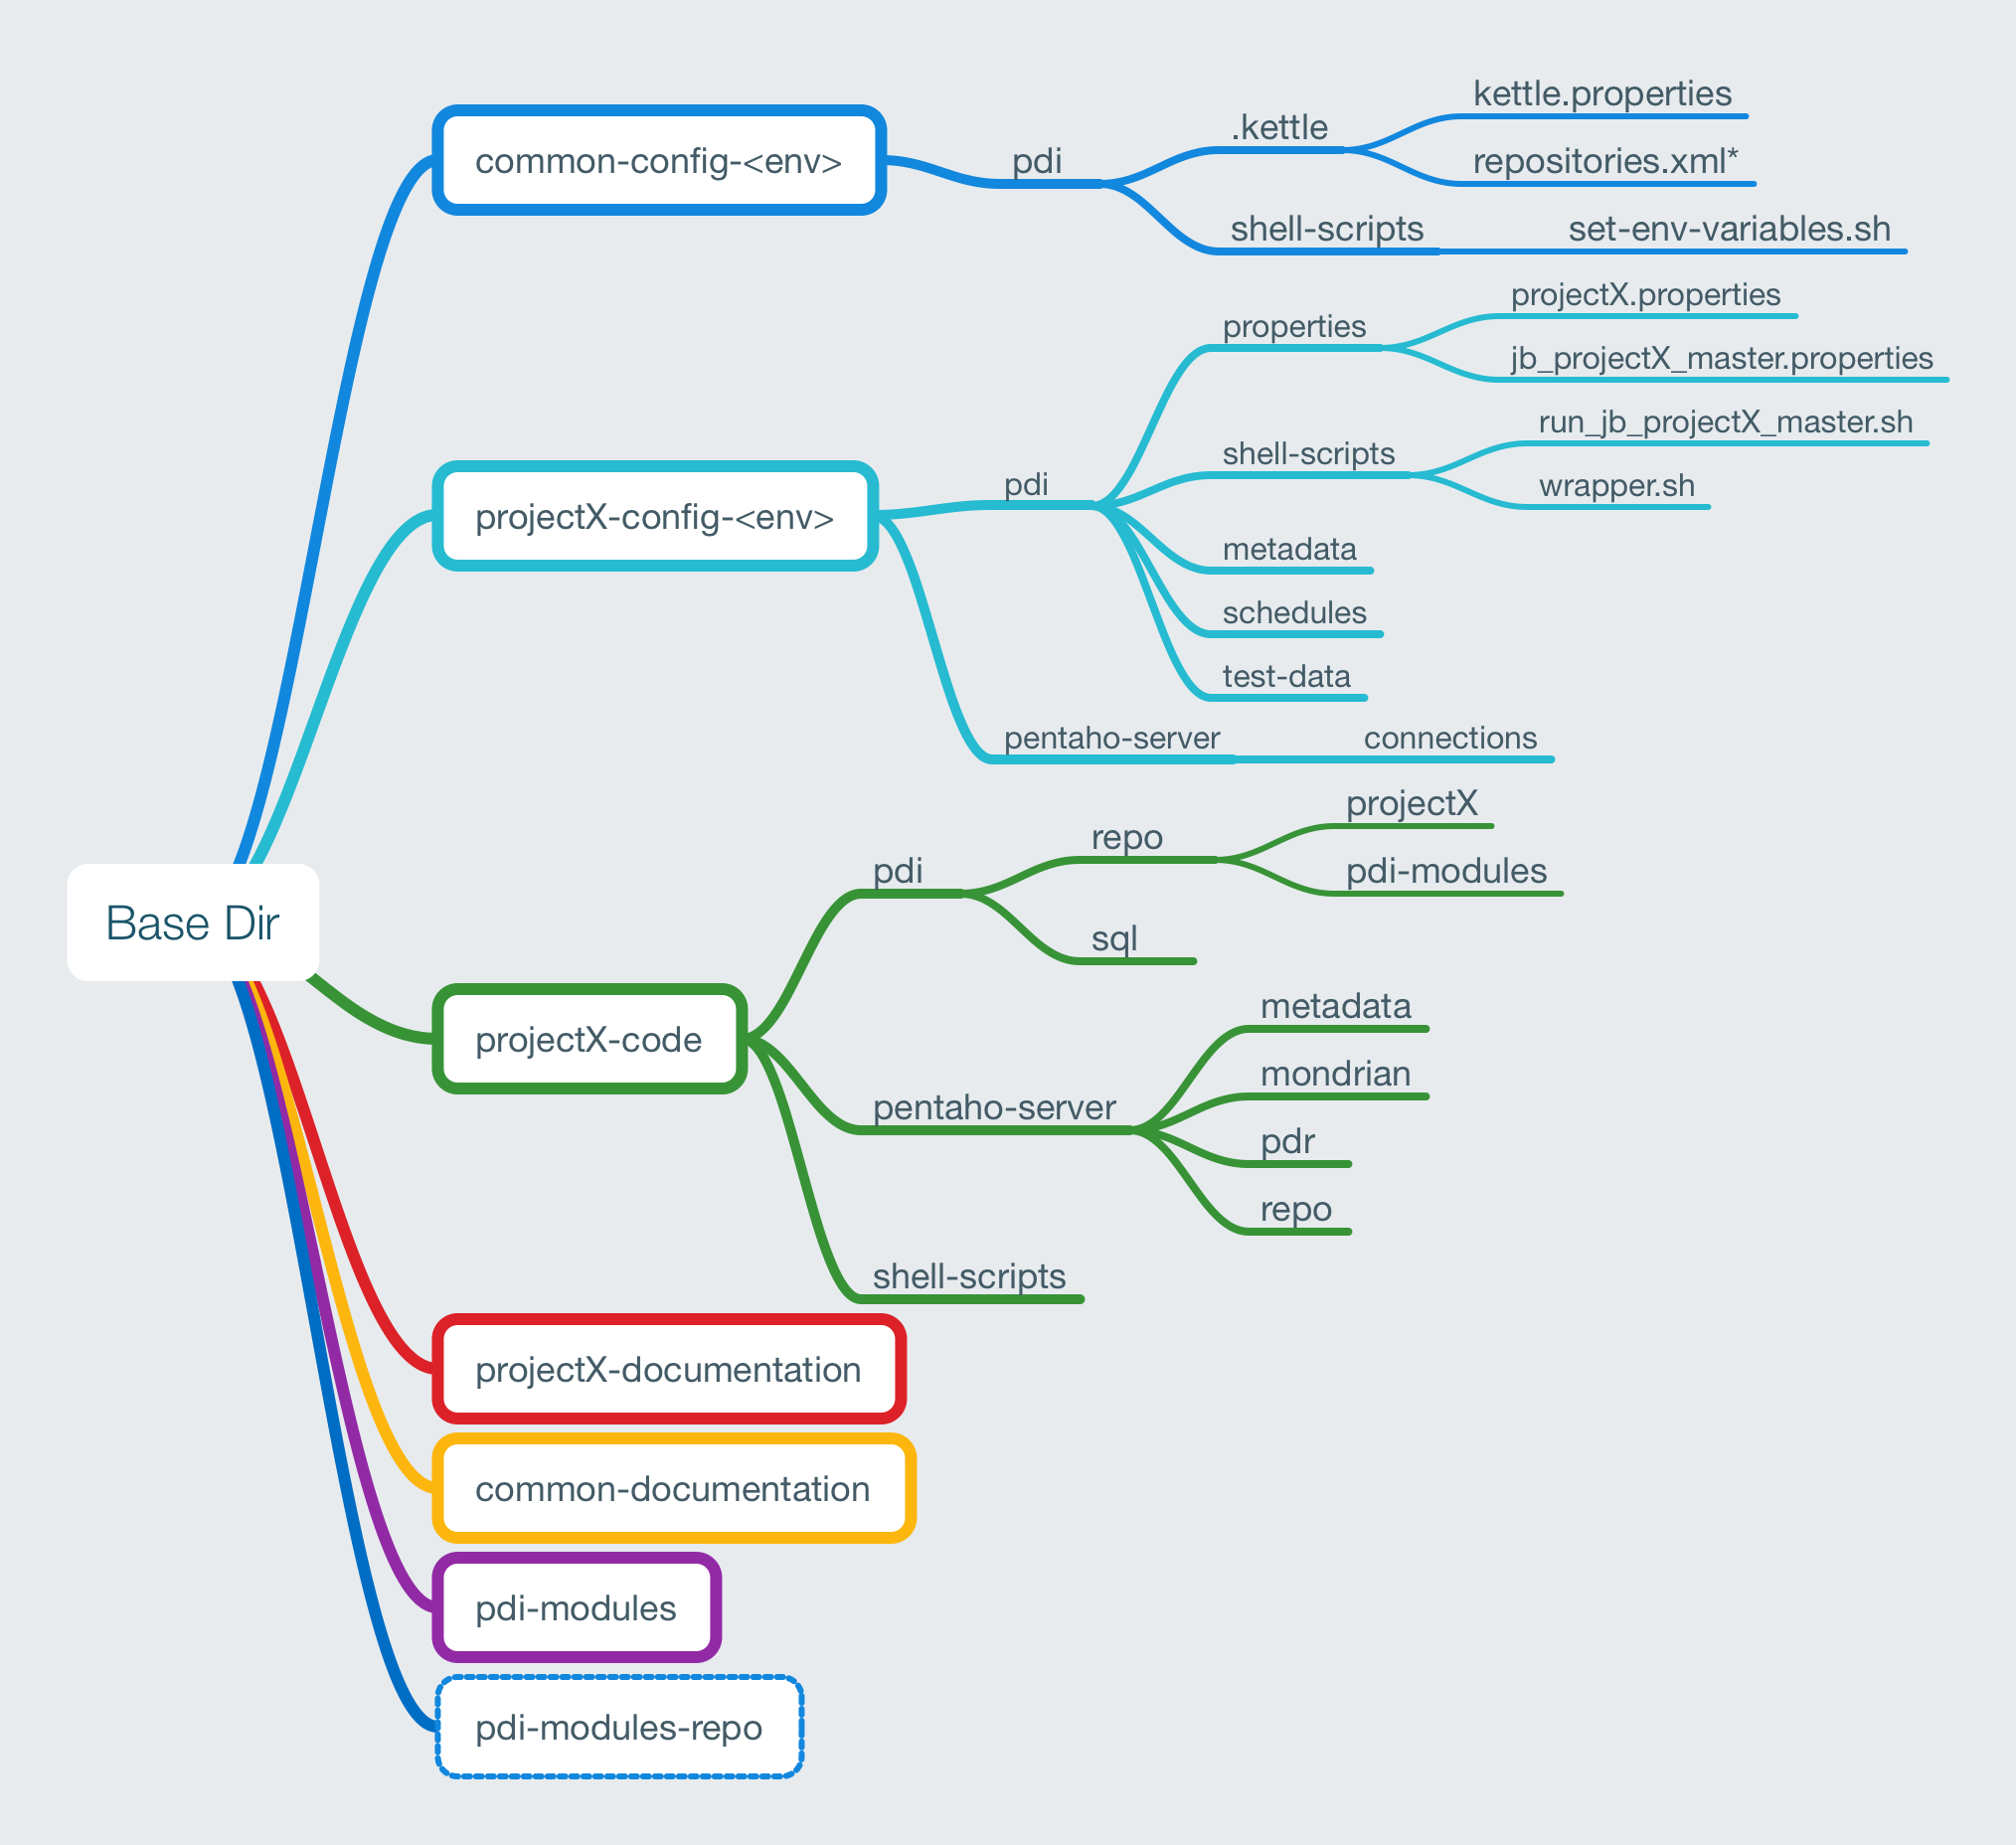 kettle.properties
.kettle
repositories.xml*
common-config-<env>
pdi
shell-scripts
set-env-variables.sh
projectX.properties
properties
jb_projectX_master.properties
run_jb_projectX_master.sh
shell-scripts
wrapper.sh
projectX-config-<env>
pdi
metadata
schedules
test-data
pentaho-server
connections
projectX
repo
pdi
pdi-modules
Base Dir
sql
projectX-code
metadata
mondrian
pentaho-server
pdr
repo
shell-scripts
projectX-documentation
common-documentation
pdi-modules
pdi-modules-repo